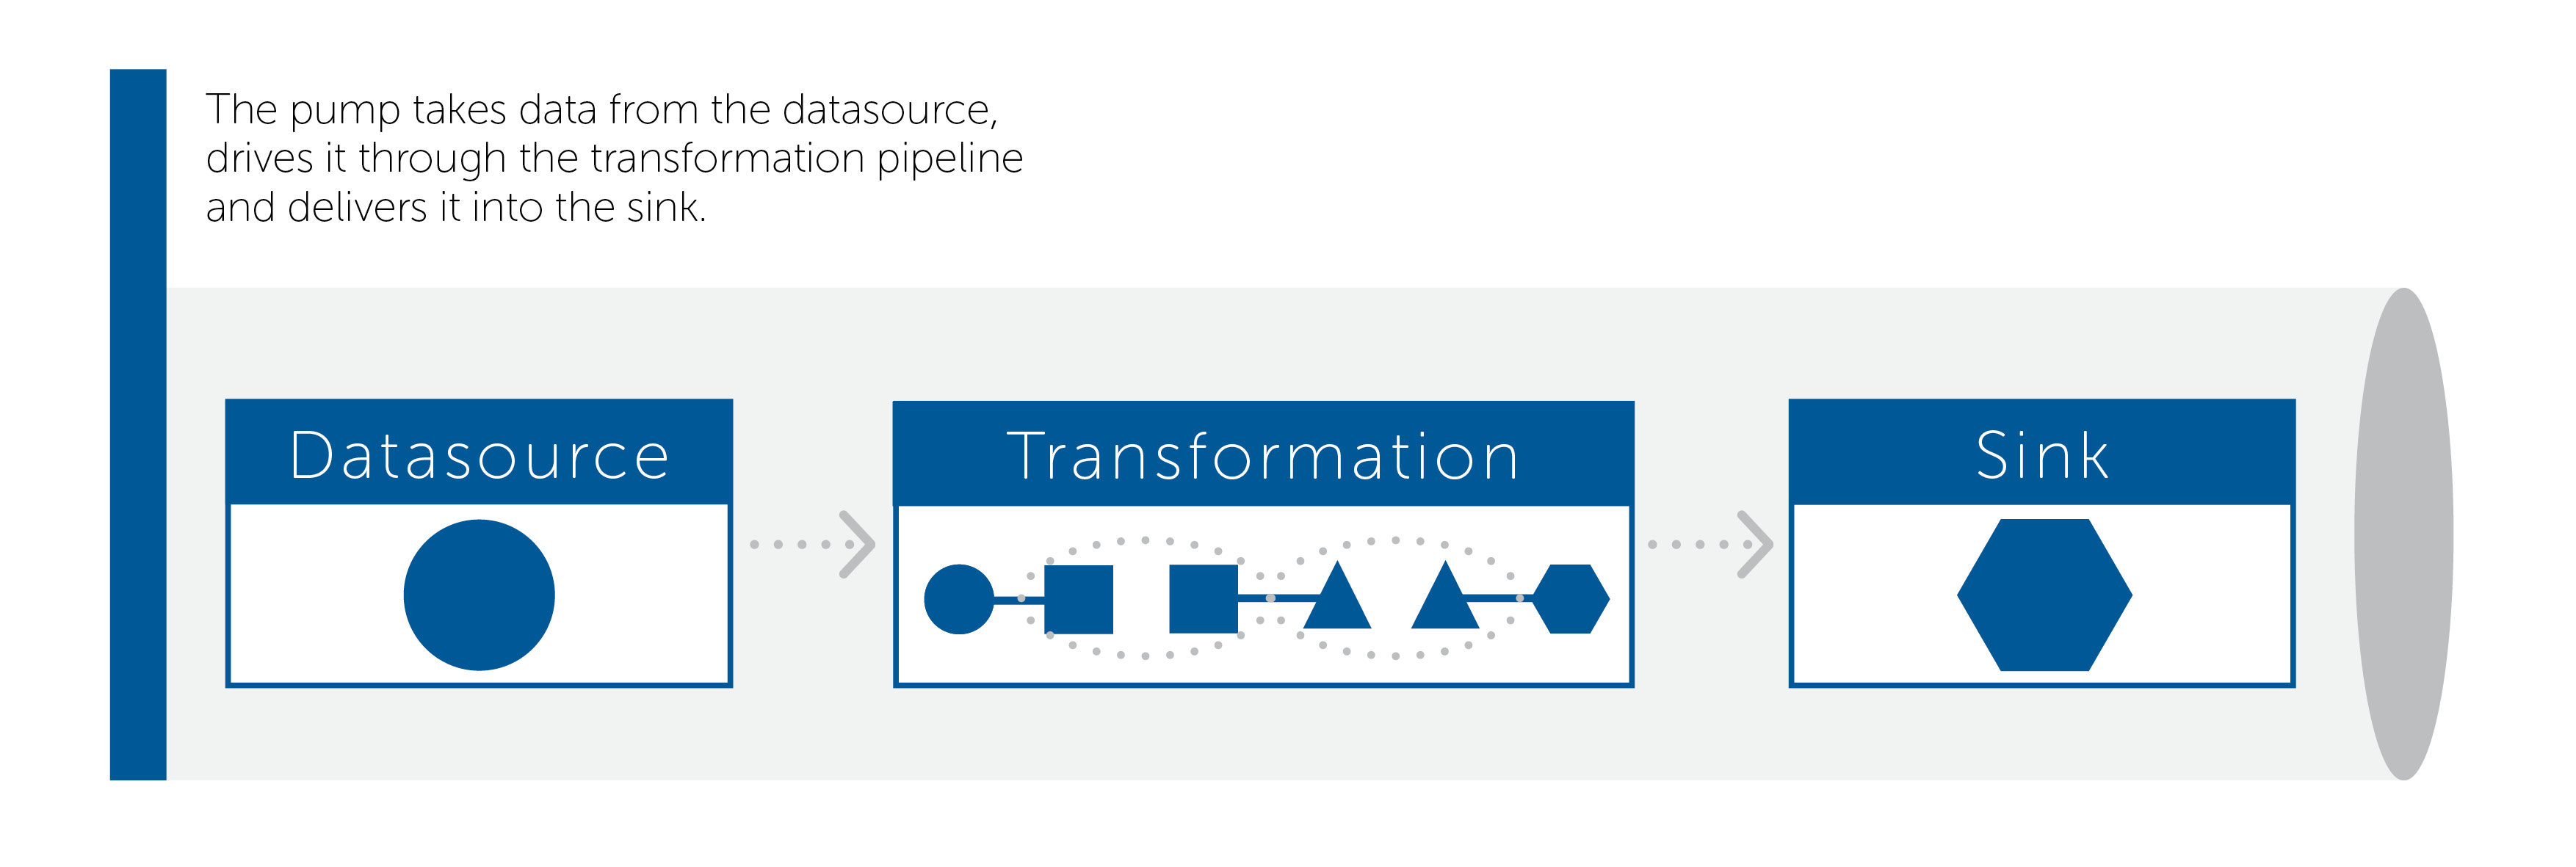 The pump takes data from the datasource,
drives it through the transformation pipeline
and delivers it into the sink.
Datasource
Transformation
Sink